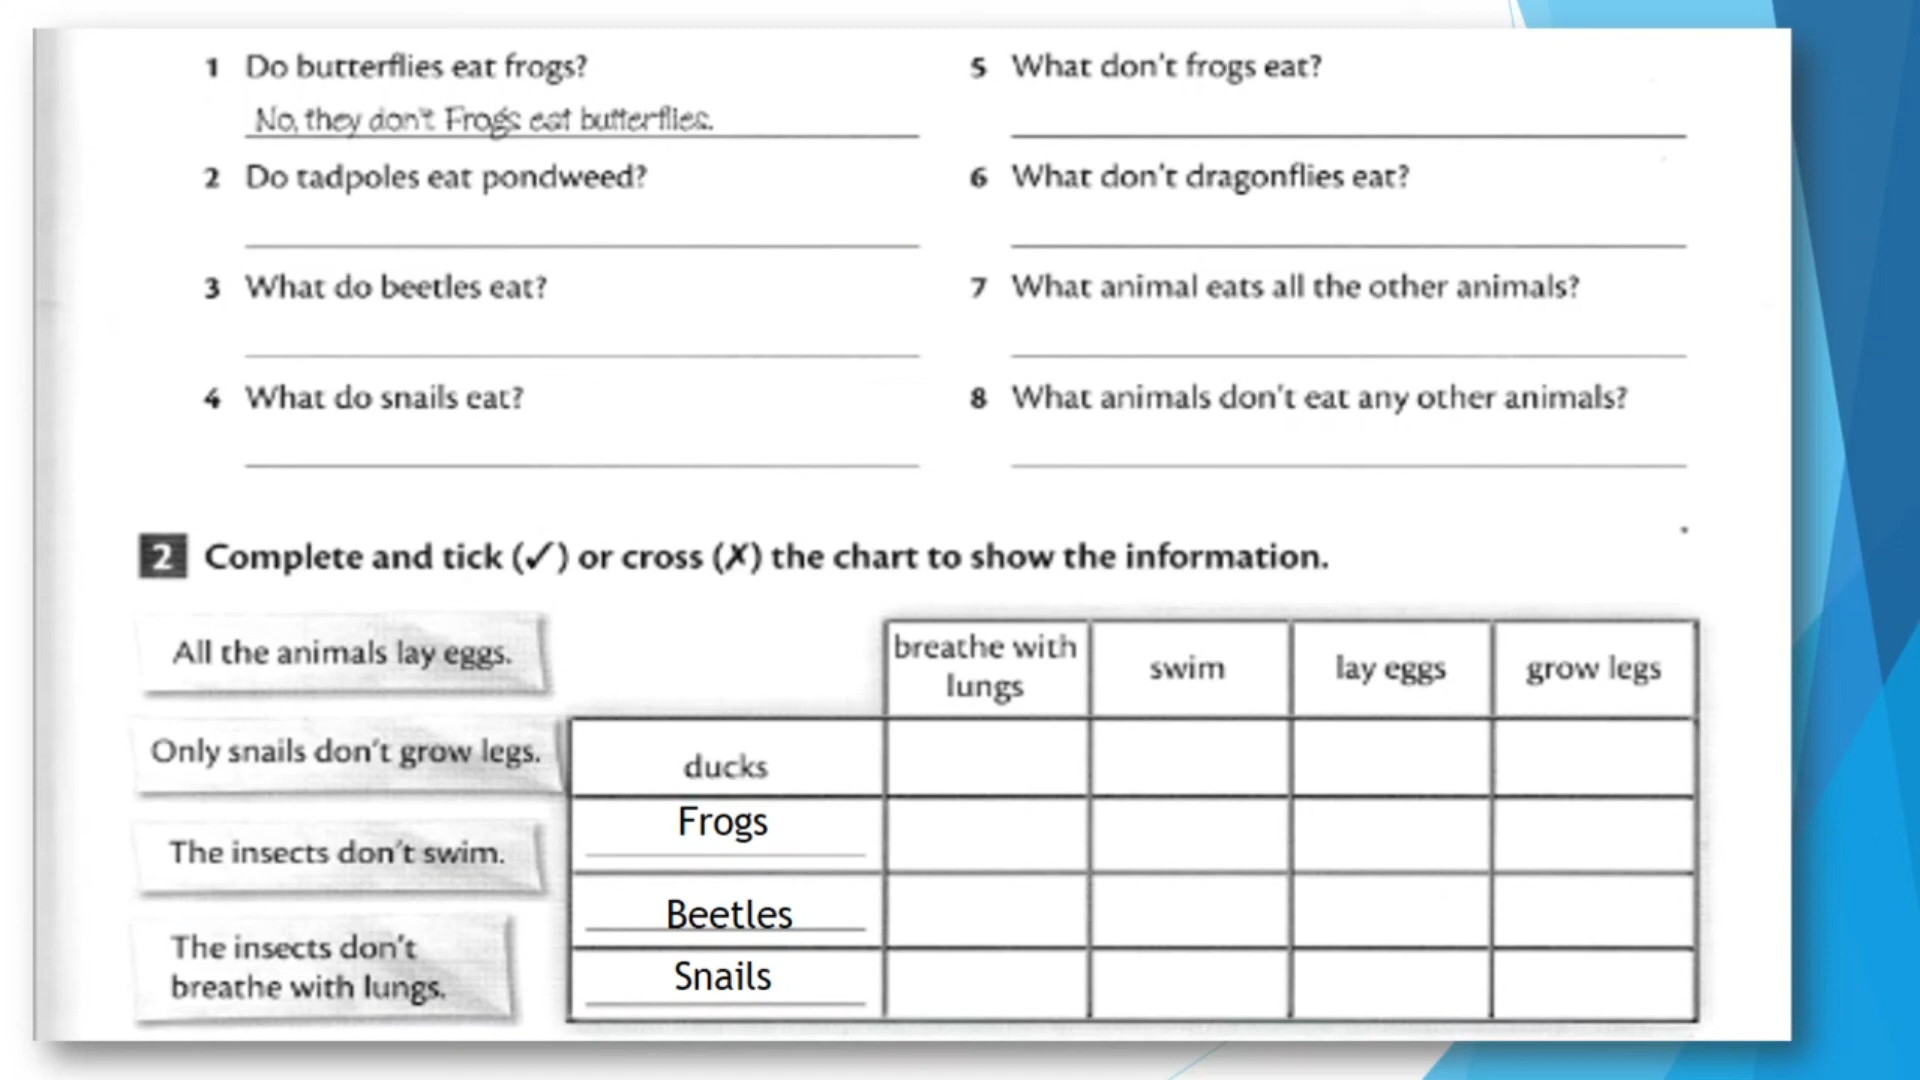 1 Do butterflies eat frogs?
No, they don't Frogs eat butterflies.
2 Do tadpoles eat pondweed?
3 What do beetles eat?
4 What do snails eat?
5 What don't frogs eat?
6 What don't dragonflies eat?
7 What animal eats all the other animals?
8 What animals don't eat any other animals?
2 Complete and tick (✓) or cross (✗) the chart to show the information.
All the animals lay eggs.
Only snails don't grow legs.
The insects don't swim.
The insects don't
breathe with lungs.
breathe with
lungs
swim
lay eggs
grow legs
ducks
Frogs
Beetles
Snails